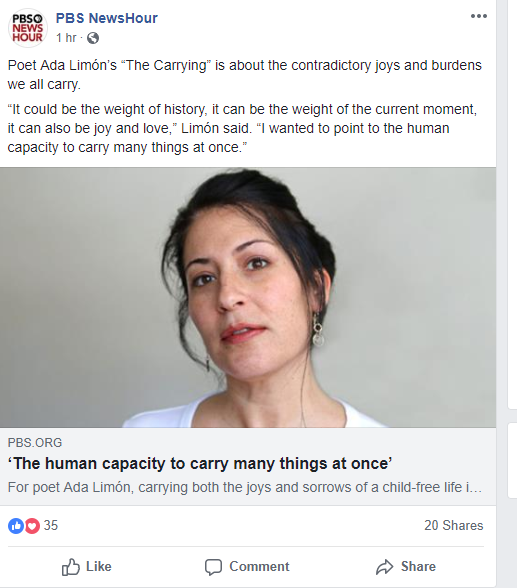 PBS
NEWS
HOUR
PBS NewsHour
1 hr ·
Poet Ada Limón's “The Carrying” is about the contradictory joys and burdens
we all carry.
“It could be the weight of history, it can be the weight of the current moment,
it can also be joy and love,” Limón said. “I wanted to point to the human
capacity to carry many things at once.”
PBS.ORG
‘The human capacity to carry many things at once’
For poet Ada Limón, carrying both the joys and sorrows of a child-free life i...
35
20 Shares
Like
Comment
Share